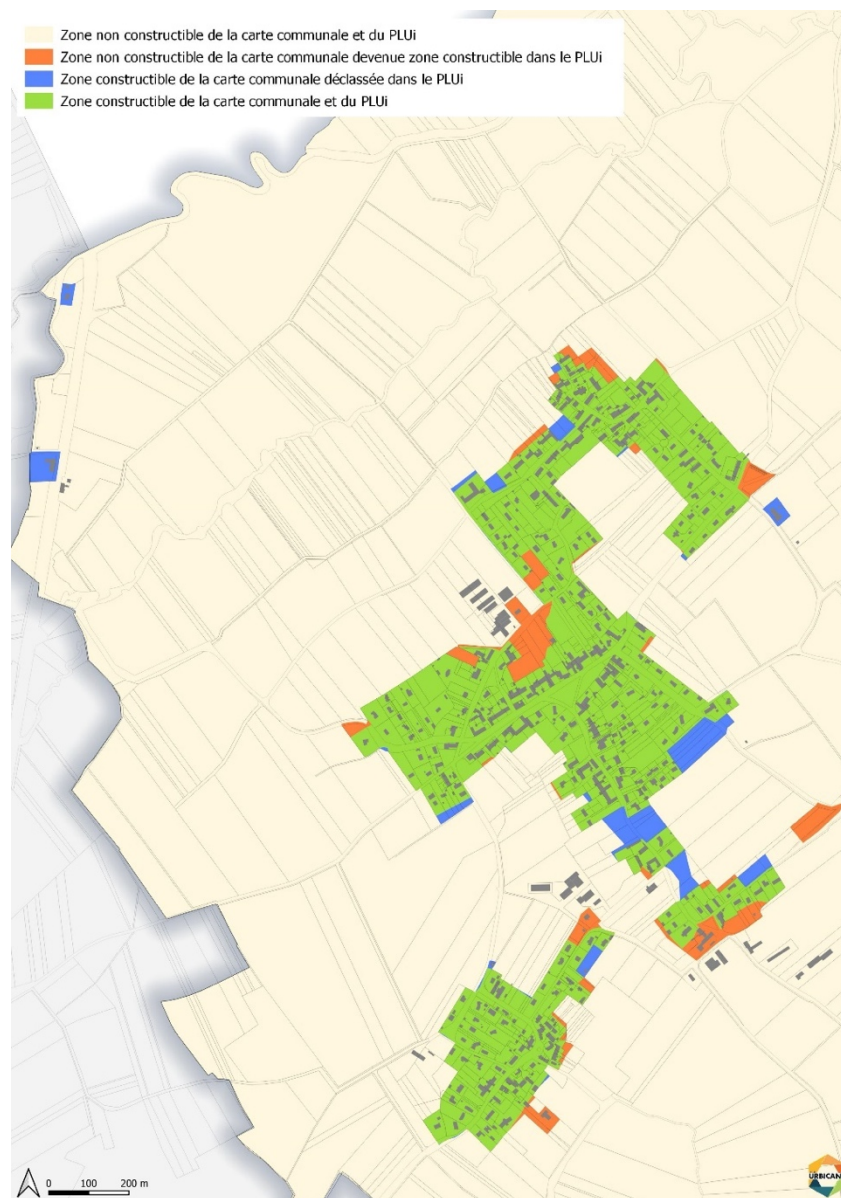 Zone non constructible de la carte communale et du PLUi
Zone non constructible de la carte communale devenue zone constructible dans le PLUi
Zone constructible de la carte communale déclassée dans le PLUi
Zone constructible de la carte communale et du PLUi
0 100 200 m
URBICAN